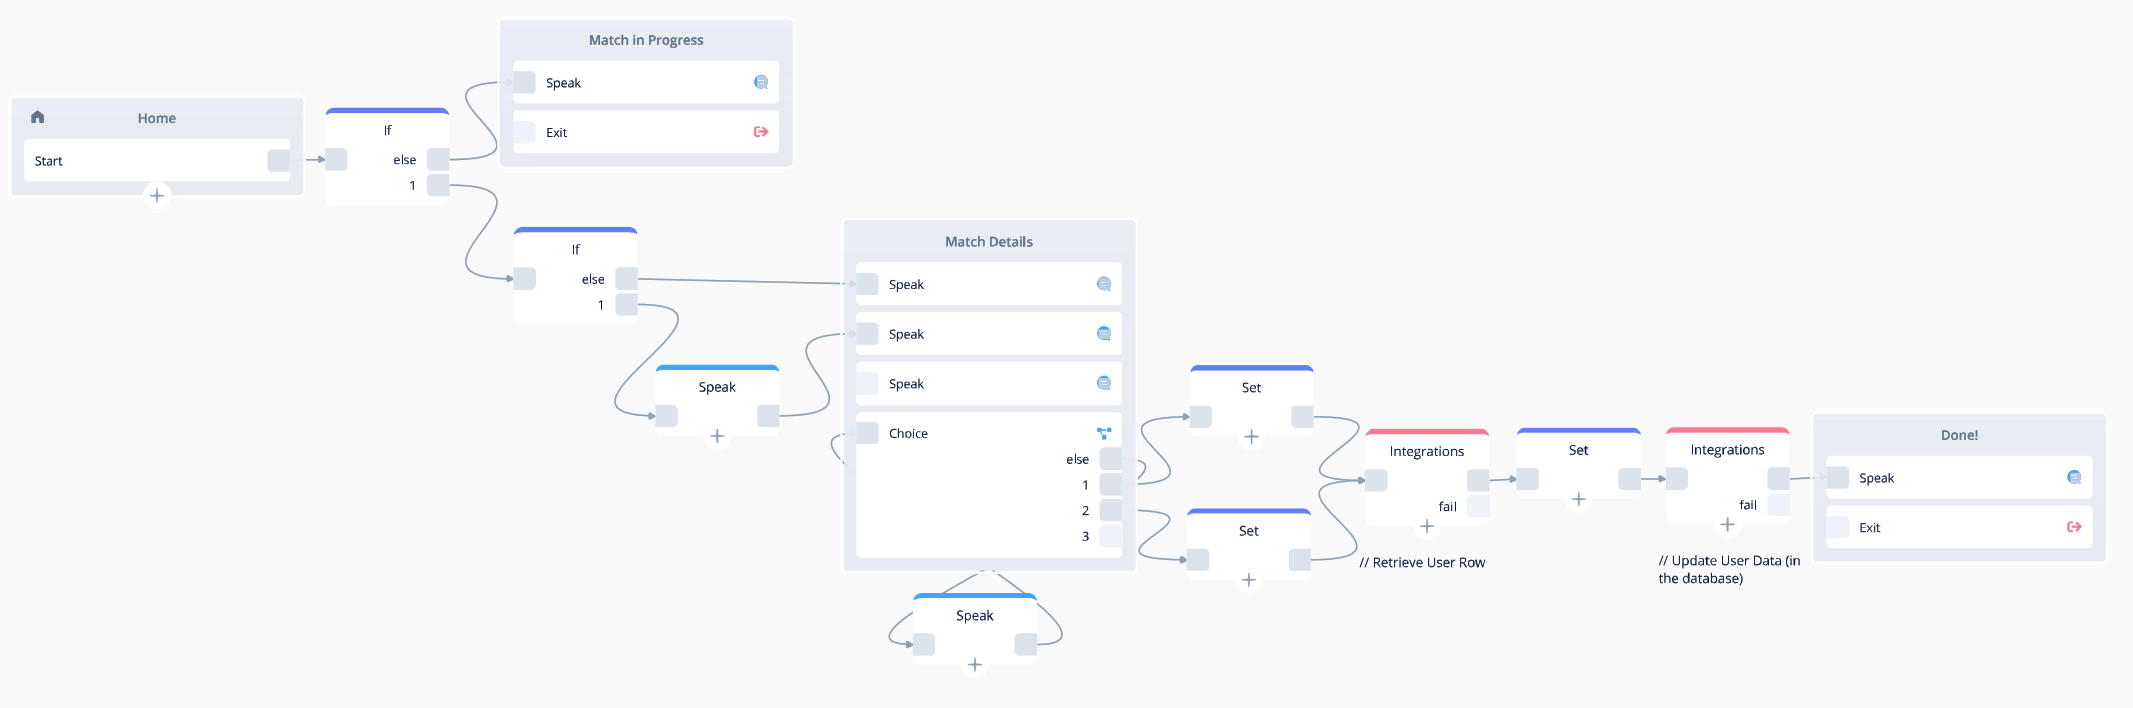 Home
Start
If
else
1
Match in Progress
Speak
Exit
If
else
1
Speak
Match Details
Speak
Speak
Speak
Choice
else
1
2
3
Speak
Set
Set
Integrations
fail
// Retrieve User Row
Set
Integrations
fail
// Update User Data (in
the database)
Done!
Speak
Exit